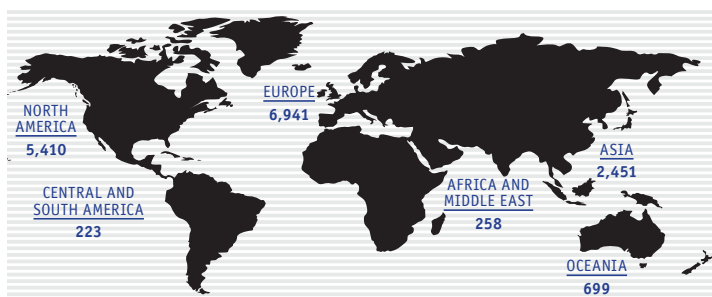 NORTH
AMERICA
5,410
CENTRAL AND
SOUTH AMERICA
223
EUROPE
6,941
AFRICA AND
MIDDLE EAST
258
ASIA
2,451
OCEANIA
699